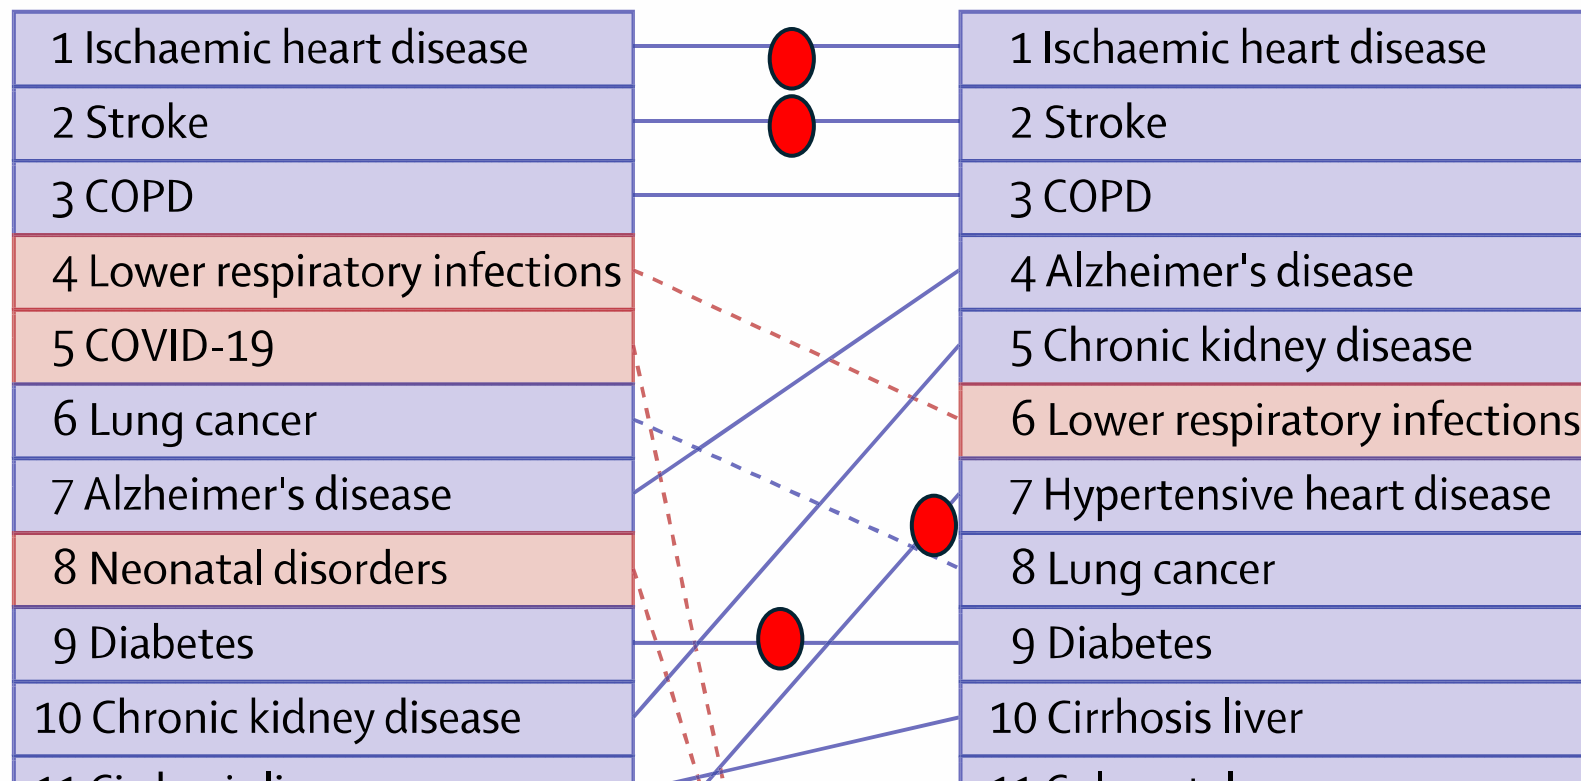 1 Ischaemic heart disease
2 Stroke
3 COPD
4 Lower respiratory infections
5 COVID-19
6 Lung cancer
7 Alzheimer's disease
8 Neonatal disorders
9 Diabetes
10 Chronic kidney disease
1 Ischaemic heart disease
2 Stroke
3 COPD
4 Alzheimer's disease
5 Chronic kidney disease
6 Lower respiratory infections
7 Hypertensive heart disease
8 Lung cancer
9 Diabetes
10 Cirrhosis liver